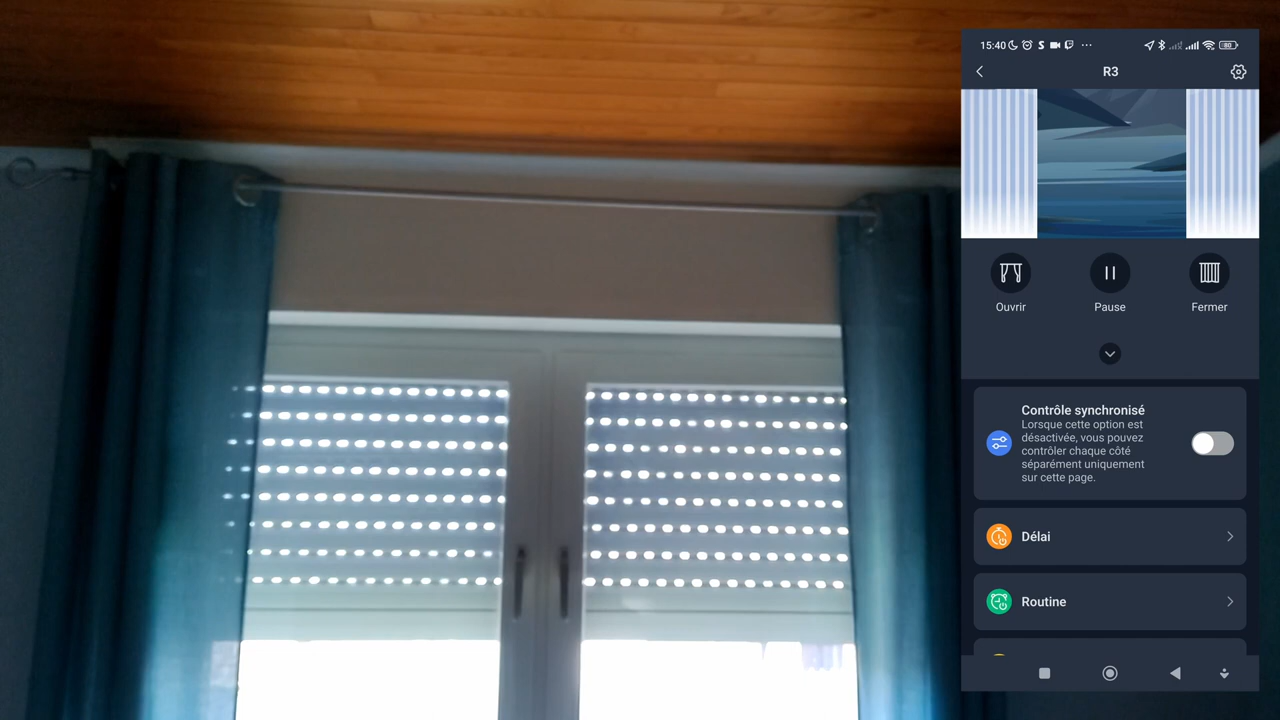 15:40
80
R3
Ouvrir
Pause
Fermer
Contrôle synchronisé
Lorsque cette option est
désactivée, vous pouvez
contrôler chaque côté
séparément uniquement
sur cette page.
Délai
Routine